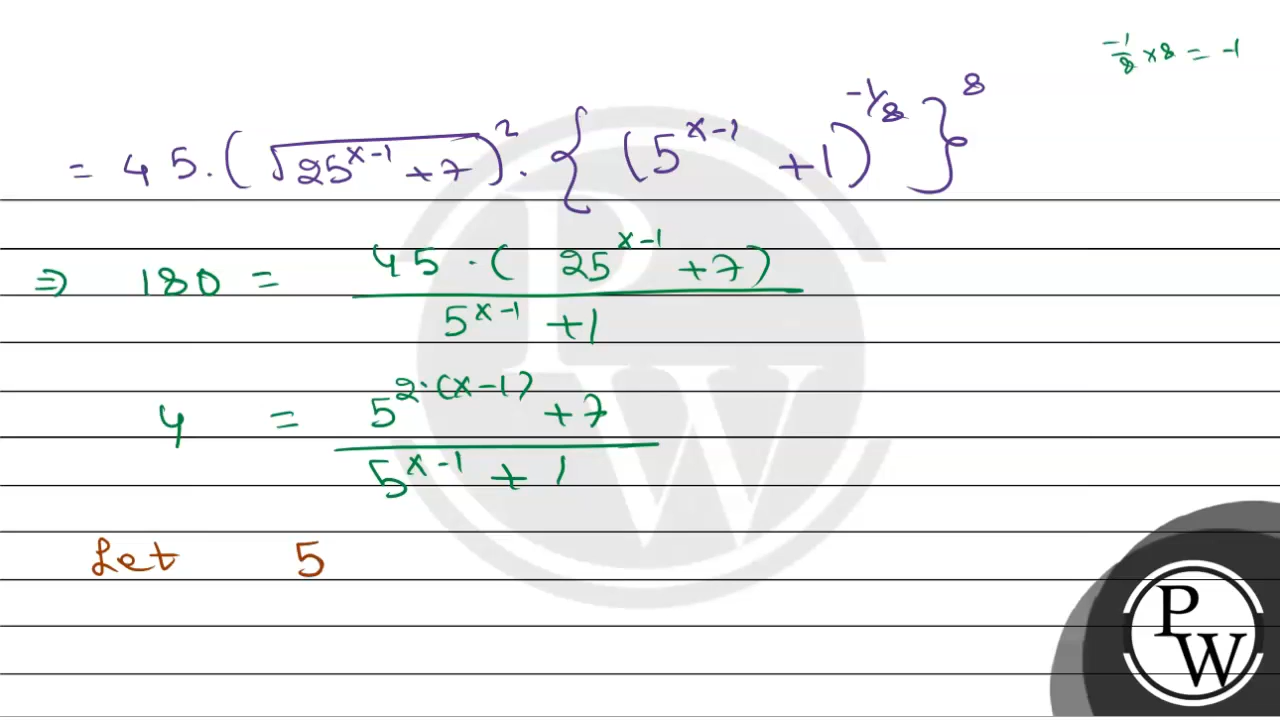 -1/8 × 8 = -1
= 45. (√(25^(x-1) + 7))^2 . { (5^(x-1) + 1)^(-1/8) }^8
⇒ 180 = 45 . (25^(x-1) + 7) / (5^(x-1) + 1)
4 = (5^(2.(x-1)) + 7) / (5^(x-1) + 1)
Let 5
PW
PW